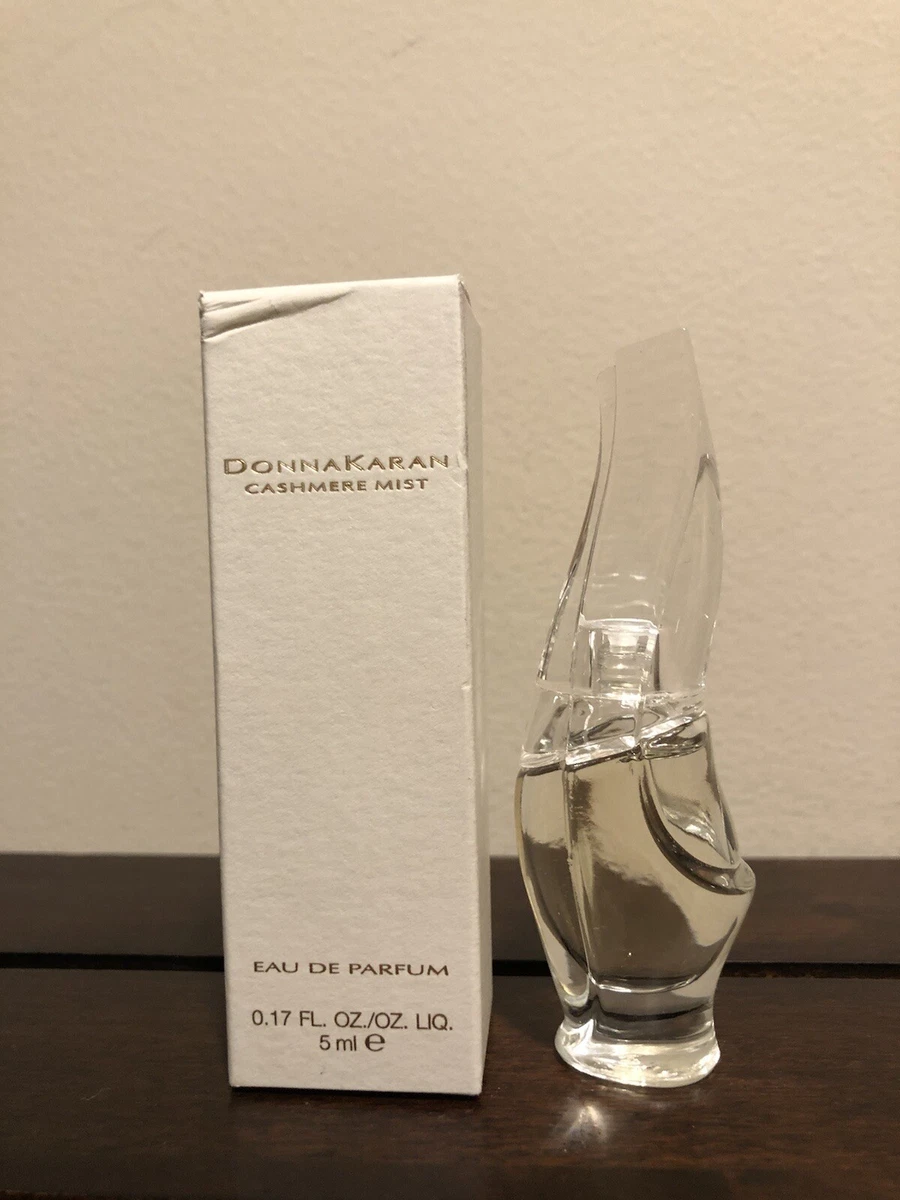 DONNAKARAN
CASHMERE MIST
EAU DE PARFUM
0.17 FL. OZ./OZ. LIQ.
5 ml ℮